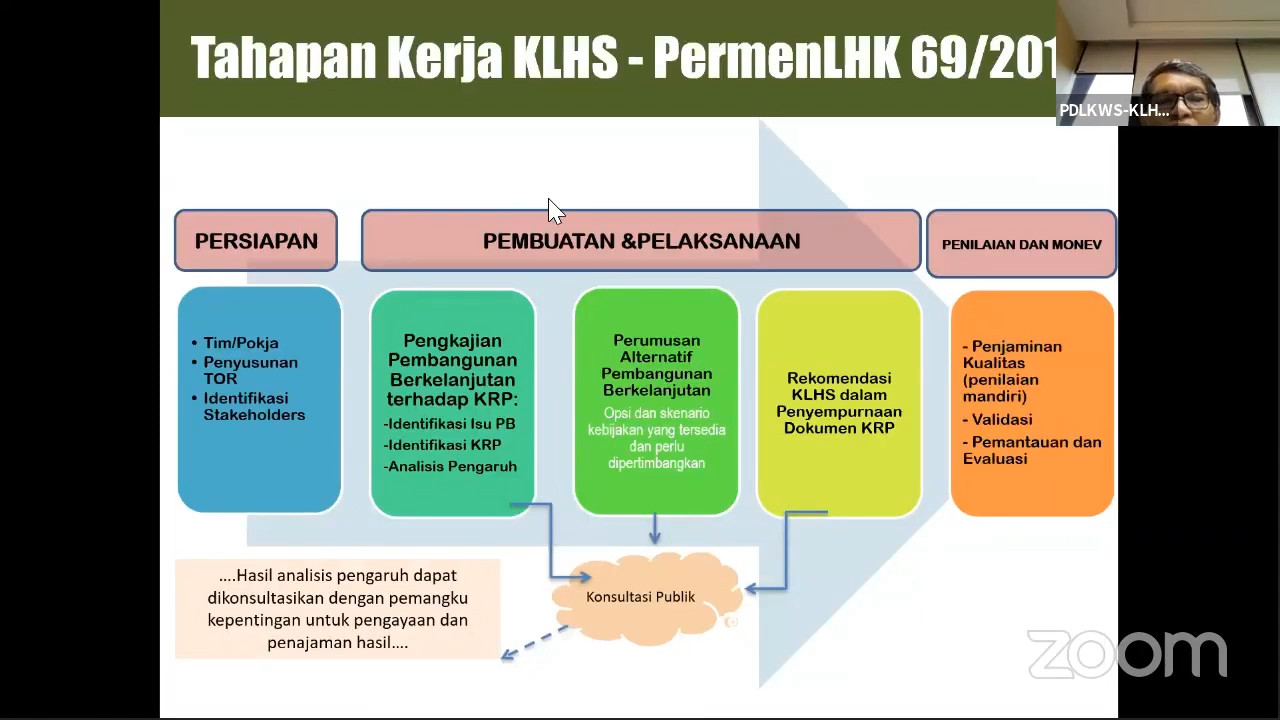 Tahapan Kerja KLHS - PermenLHK 69/201
PDLKWS-KLH...
PERSIAPAN
PEMBUATAN &PELAKSANAAN
PENILAIAN DAN MONEV
• Tim/Pokja
• Penyusunan
TOR
• Identifikasi
Stakeholders
Pengkajian
Pembangunan
Berkelanjutan
terhadap KRP:
-Identifikasi Isu PB
-Identifikasi KRP
-Analisis Pengaruh
Perumusan
Alternatif
Pembangunan
Berkelanjutan
Opsi dan skenario
kebijakan yang tersedia
dan perlu
dipertimbangkan
Rekomendasi
KLHS dalam
Penyempurnaan
Dokumen KRP
- Penjaminan
Kualitas
(penilaian
mandiri)
- Validasi
- Pemantauan dan
Evaluasi
....Hasil analisis pengaruh dapat
dikonsultasikan dengan pemangku
kepentingan untuk pengayaan dan
penajaman hasil....
Konsultasi Publik
zoom